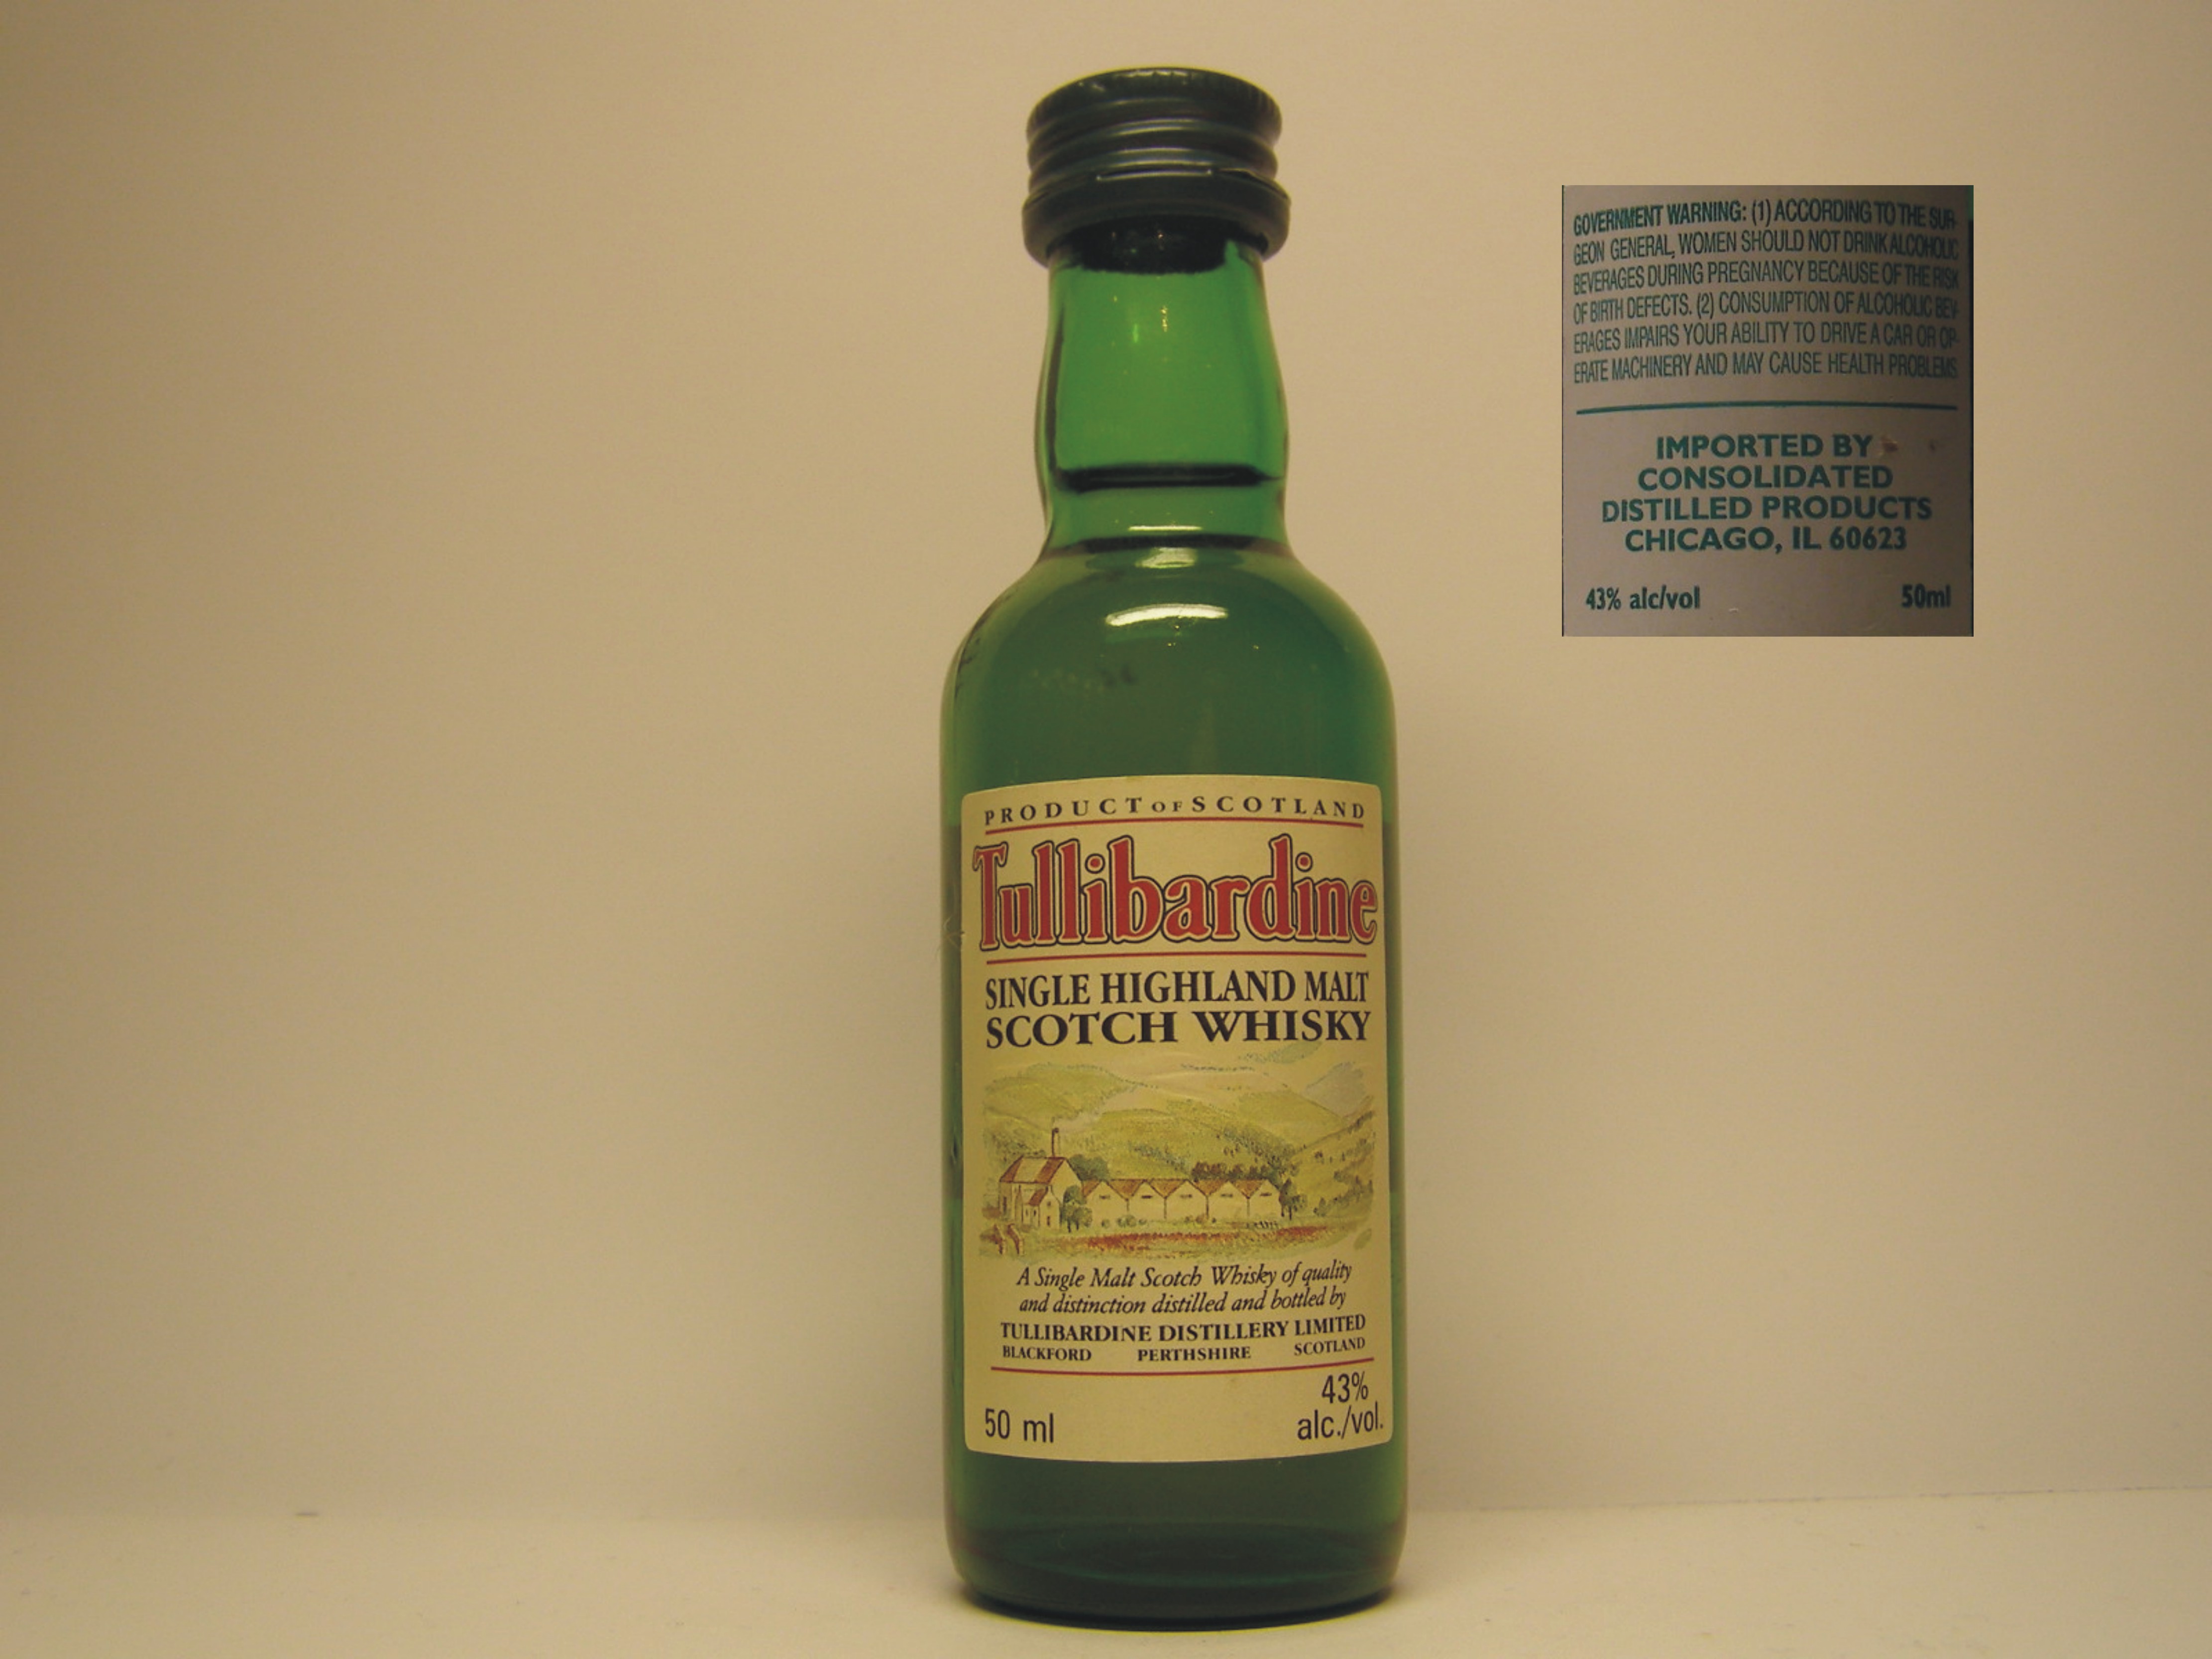 PRODUCT OF SCOTLAND
Tullibardine
SINGLE HIGHLAND MALT
SCOTCH WHISKY
A Single Malt Scotch Whisky of quality
and distinction distilled and bottled by
TULLIBARDINE DISTILLERY LIMITED
BLACKFORD PERTHSHIRE SCOTLAND
43%
50 ml alc./vol.
GOVERNMENT WARNING: (1) ACCORDING TO THE SUR-
GEON GENERAL, WOMEN SHOULD NOT DRINK ALCOHOLIC
BEVERAGES DURING PREGNANCY BECAUSE OF THE RISK
OF BIRTH DEFECTS. (2) CONSUMPTION OF ALCOHOLIC BEV-
ERAGES IMPAIRS YOUR ABILITY TO DRIVE A CAR OR OP-
ERATE MACHINERY AND MAY CAUSE HEALTH PROBLEMS
IMPORTED BY
CONSOLIDATED
DISTILLED PRODUCTS
CHICAGO, IL 60623
43% alc/vol 50ml